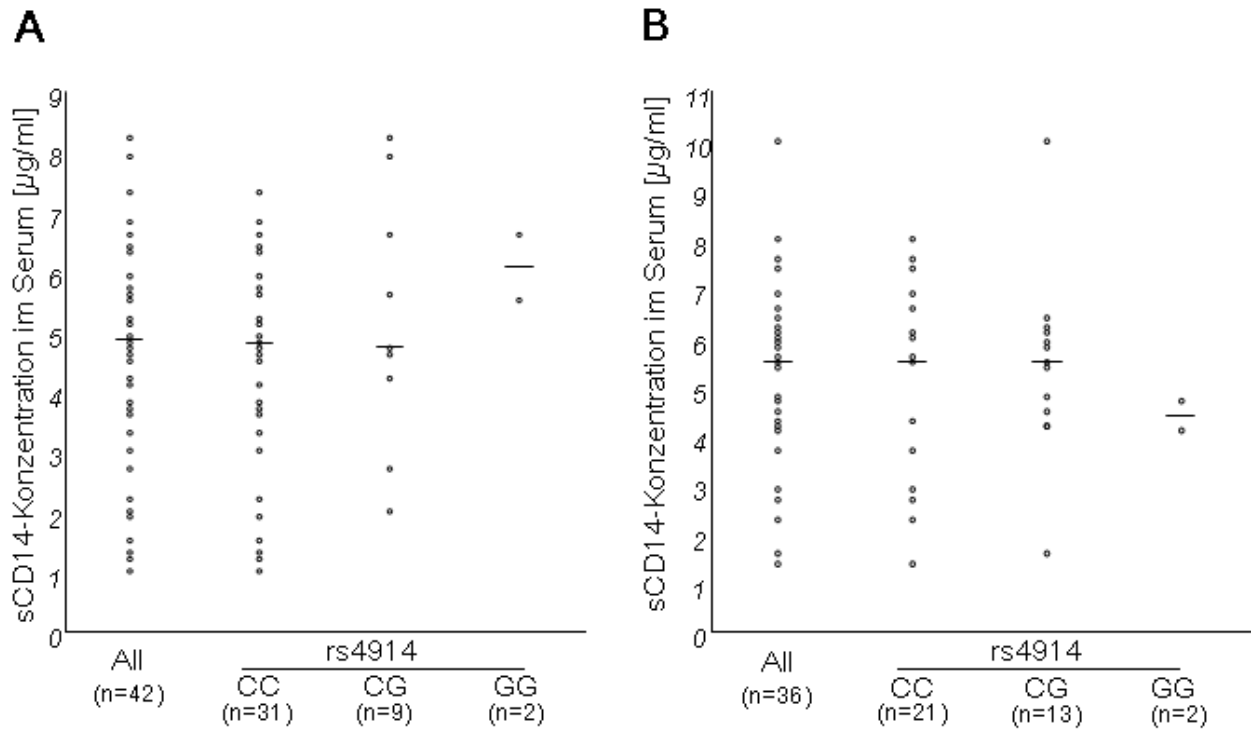 A
sCD14-Konzentration im Serum [µg/ml]
9
8
7
6
5
4
3
2
1
0
rs4914
All
(n=42)
CC
(n=31)
CG
(n=9)
GG
(n=2)
B
sCD14-Konzentration im Serum [µg/ml]
11
10
9
8
7
6
5
4
3
2
1
0
rs4914
All
(n=36)
CC
(n=21)
CG
(n=13)
GG
(n=2)